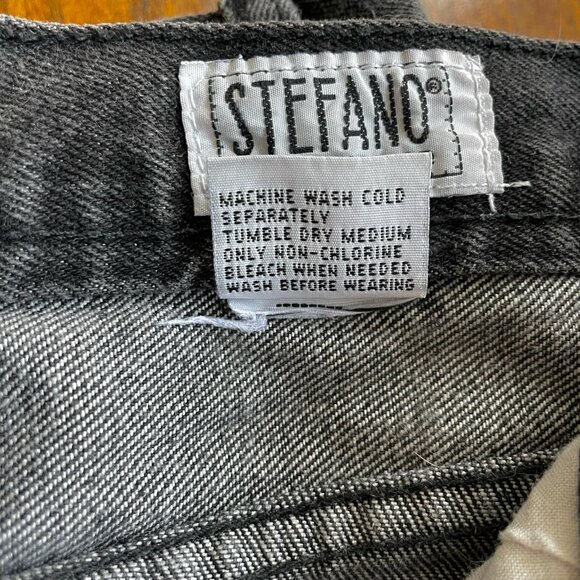 STEFANO®
MACHINE WASH COLD
SEPARATELY
TUMBLE DRY MEDIUM
ONLY NON-CHLORINE
BLEACH WHEN NEEDED
WASH BEFORE WEARING